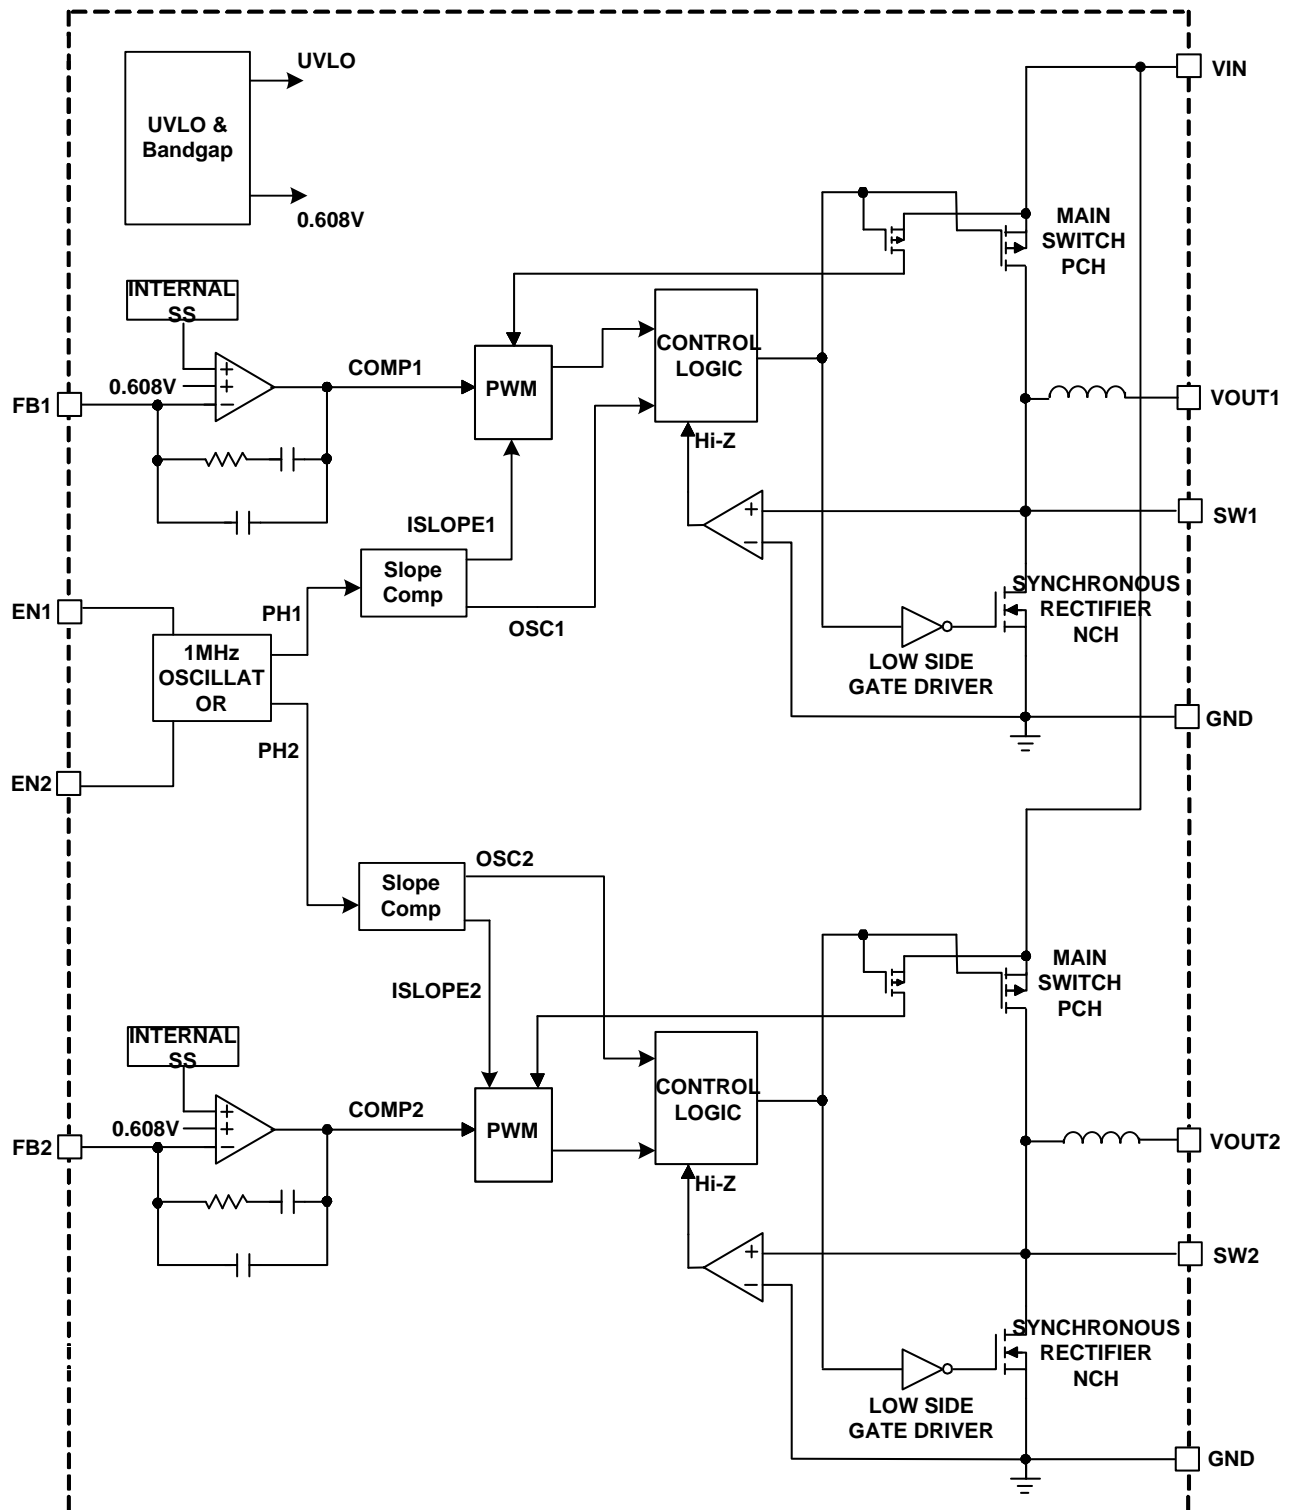 UVLO
UVLO &
Bandgap
0.608V
VIN
MAIN
SWITCH
PCH
INTERNAL
SS
0.608V
COMP1
PWM
CONTROL
LOGIC
FB1
VOUT1
Hi-Z
ISLOPE1
SW1
Slope
Comp
SYNCHRONOUS
RECTIFIER
NCH
EN1
PH1
OSC1
1MHz
OSCILLAT
OR
LOW SIDE
GATE DRIVER
GND
PH2
EN2
OSC2
Slope
Comp
MAIN
SWITCH
PCH
ISLOPE2
INTERNAL
SS
0.608V
COMP2
PWM
CONTROL
LOGIC
FB2
VOUT2
Hi-Z
SW2
SYNCHRONOUS
RECTIFIER
NCH
LOW SIDE
GATE DRIVER
GND